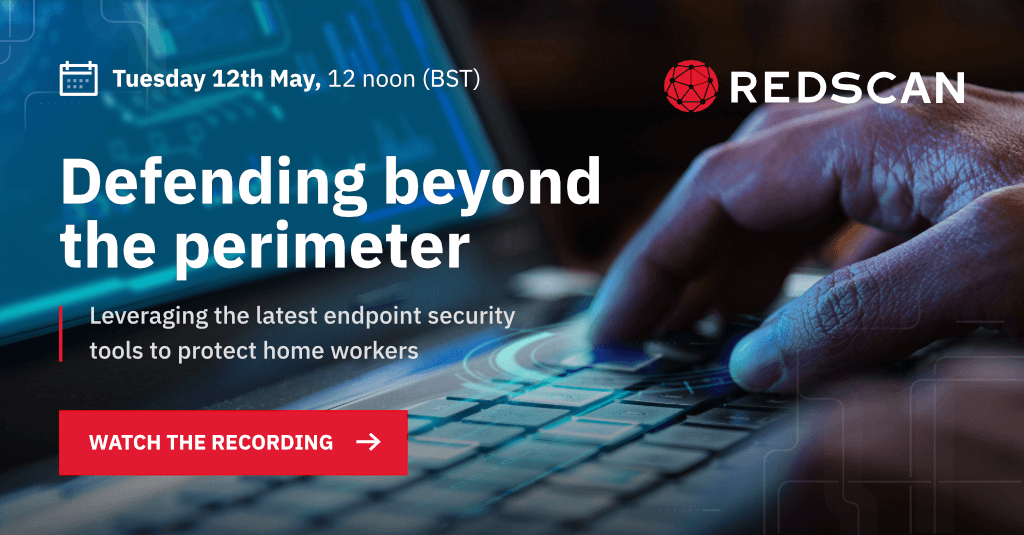 Tuesday 12th May, 12 noon (BST)
REDSCAN
Defending beyond
the perimeter
Leveraging the latest endpoint security
tools to protect home workers
WATCH THE RECORDING